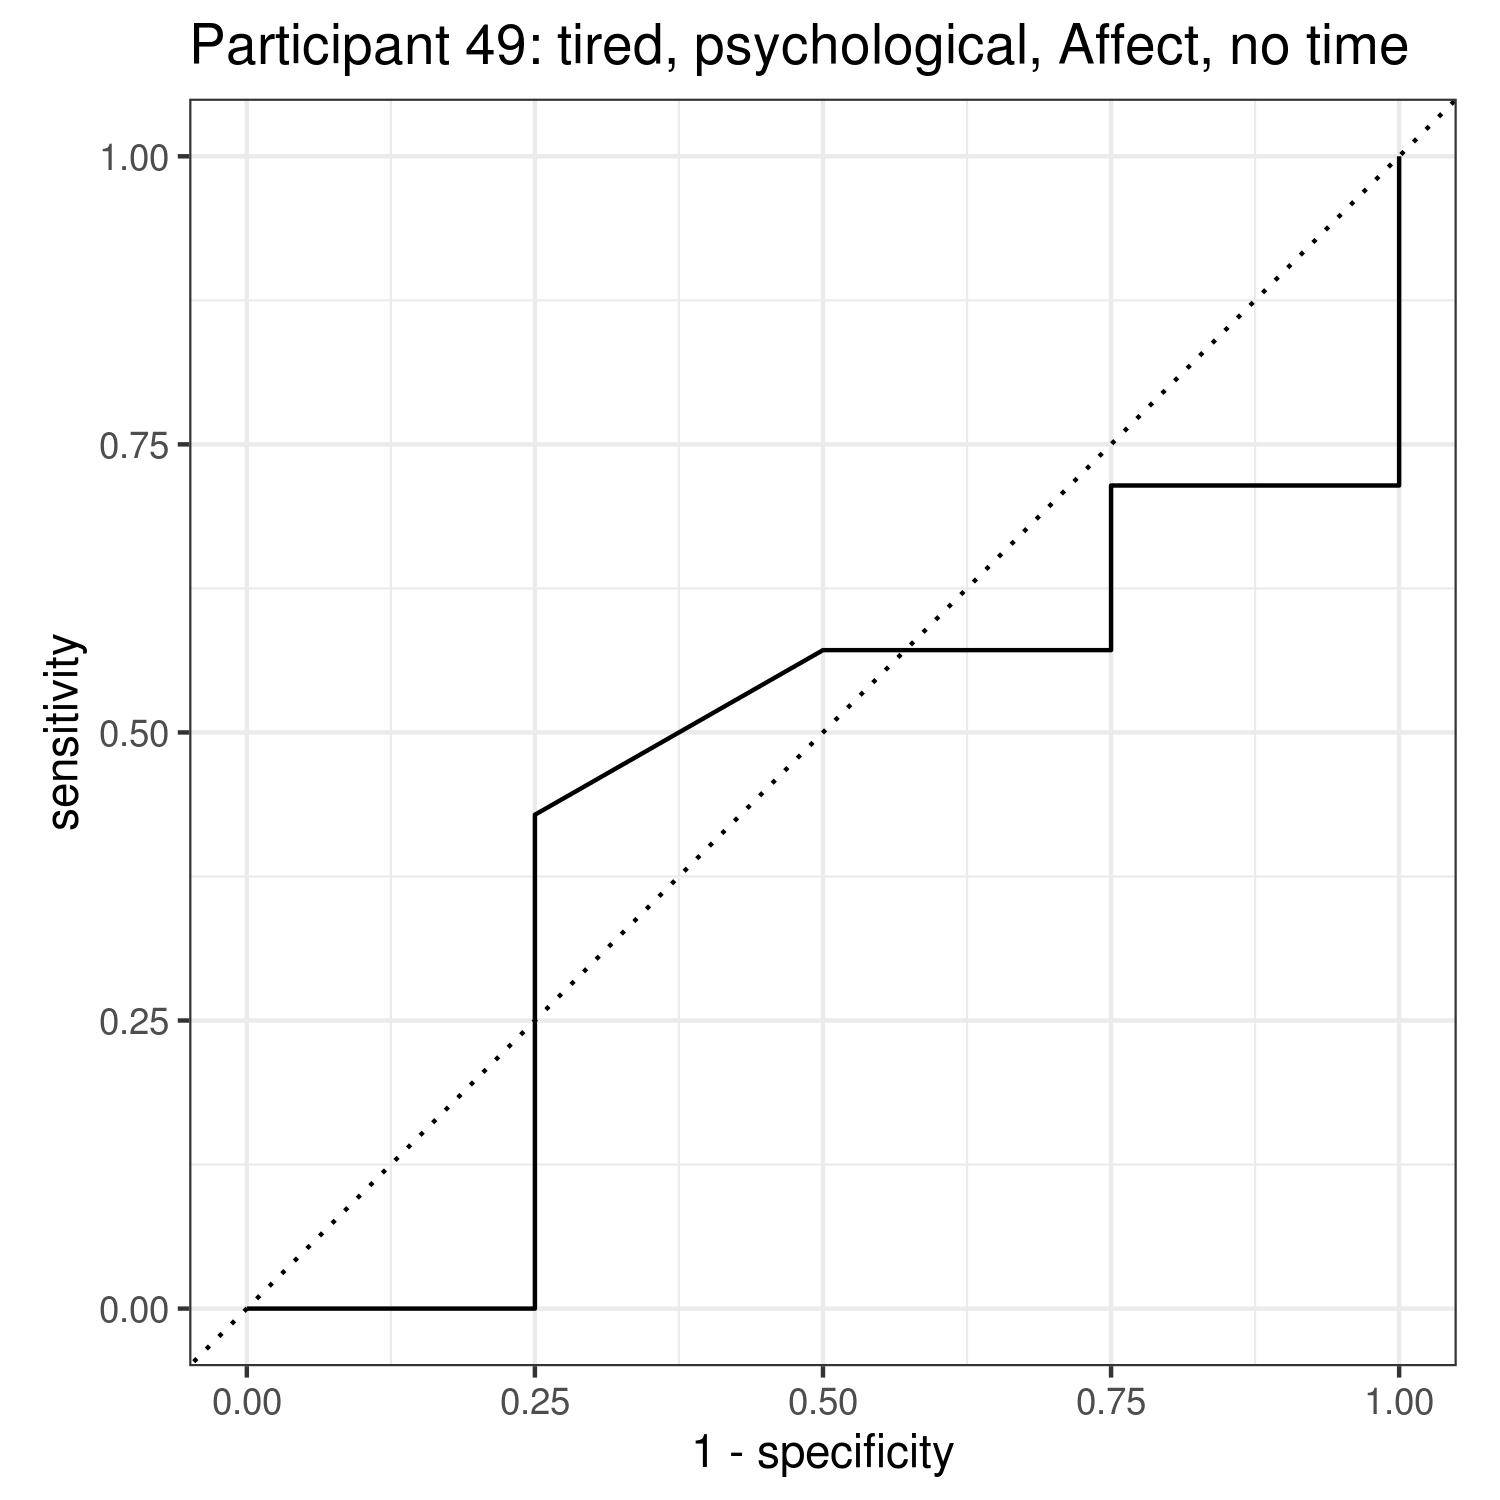 Participant 49: tired, psychological, Affect, no time
1.00
0.75
0.50
0.25
0.00
sensitivity
0.00 0.25 0.50 0.75 1.00
1 - specificity